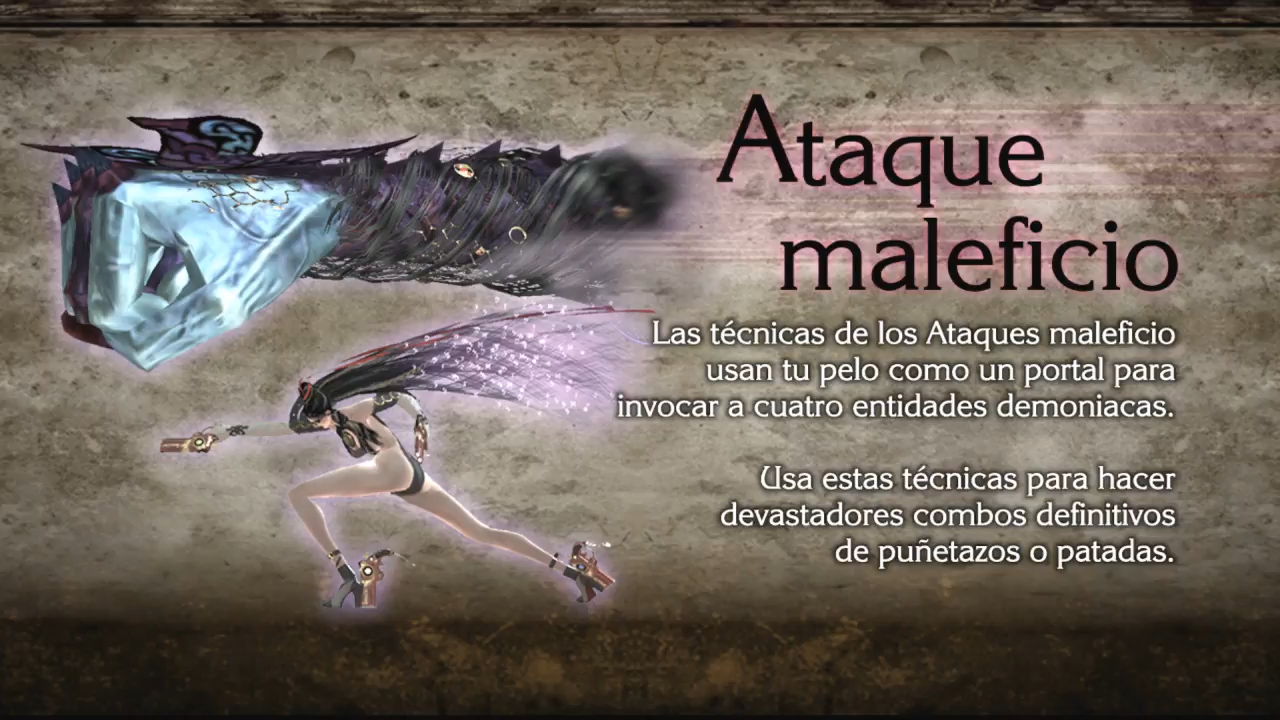 Ataque
maleficio
Las técnicas de los Ataques maleficio
usan tu pelo como un portal para
invocar a cuatro entidades demoniacas.
Usa estas técnicas para hacer
devastadores combos definitivos
de puñetazos o patadas.